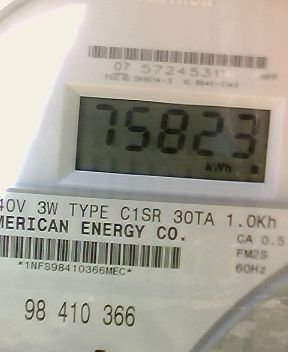 07 57245311
75823
kWh
40V 3W TYPE C1SR 30TA 1.0Kh
MERICAN ENERGY CO.
CA 0.5
FM2S
60Hz
*1NFS98410366MEC*
98 410 366